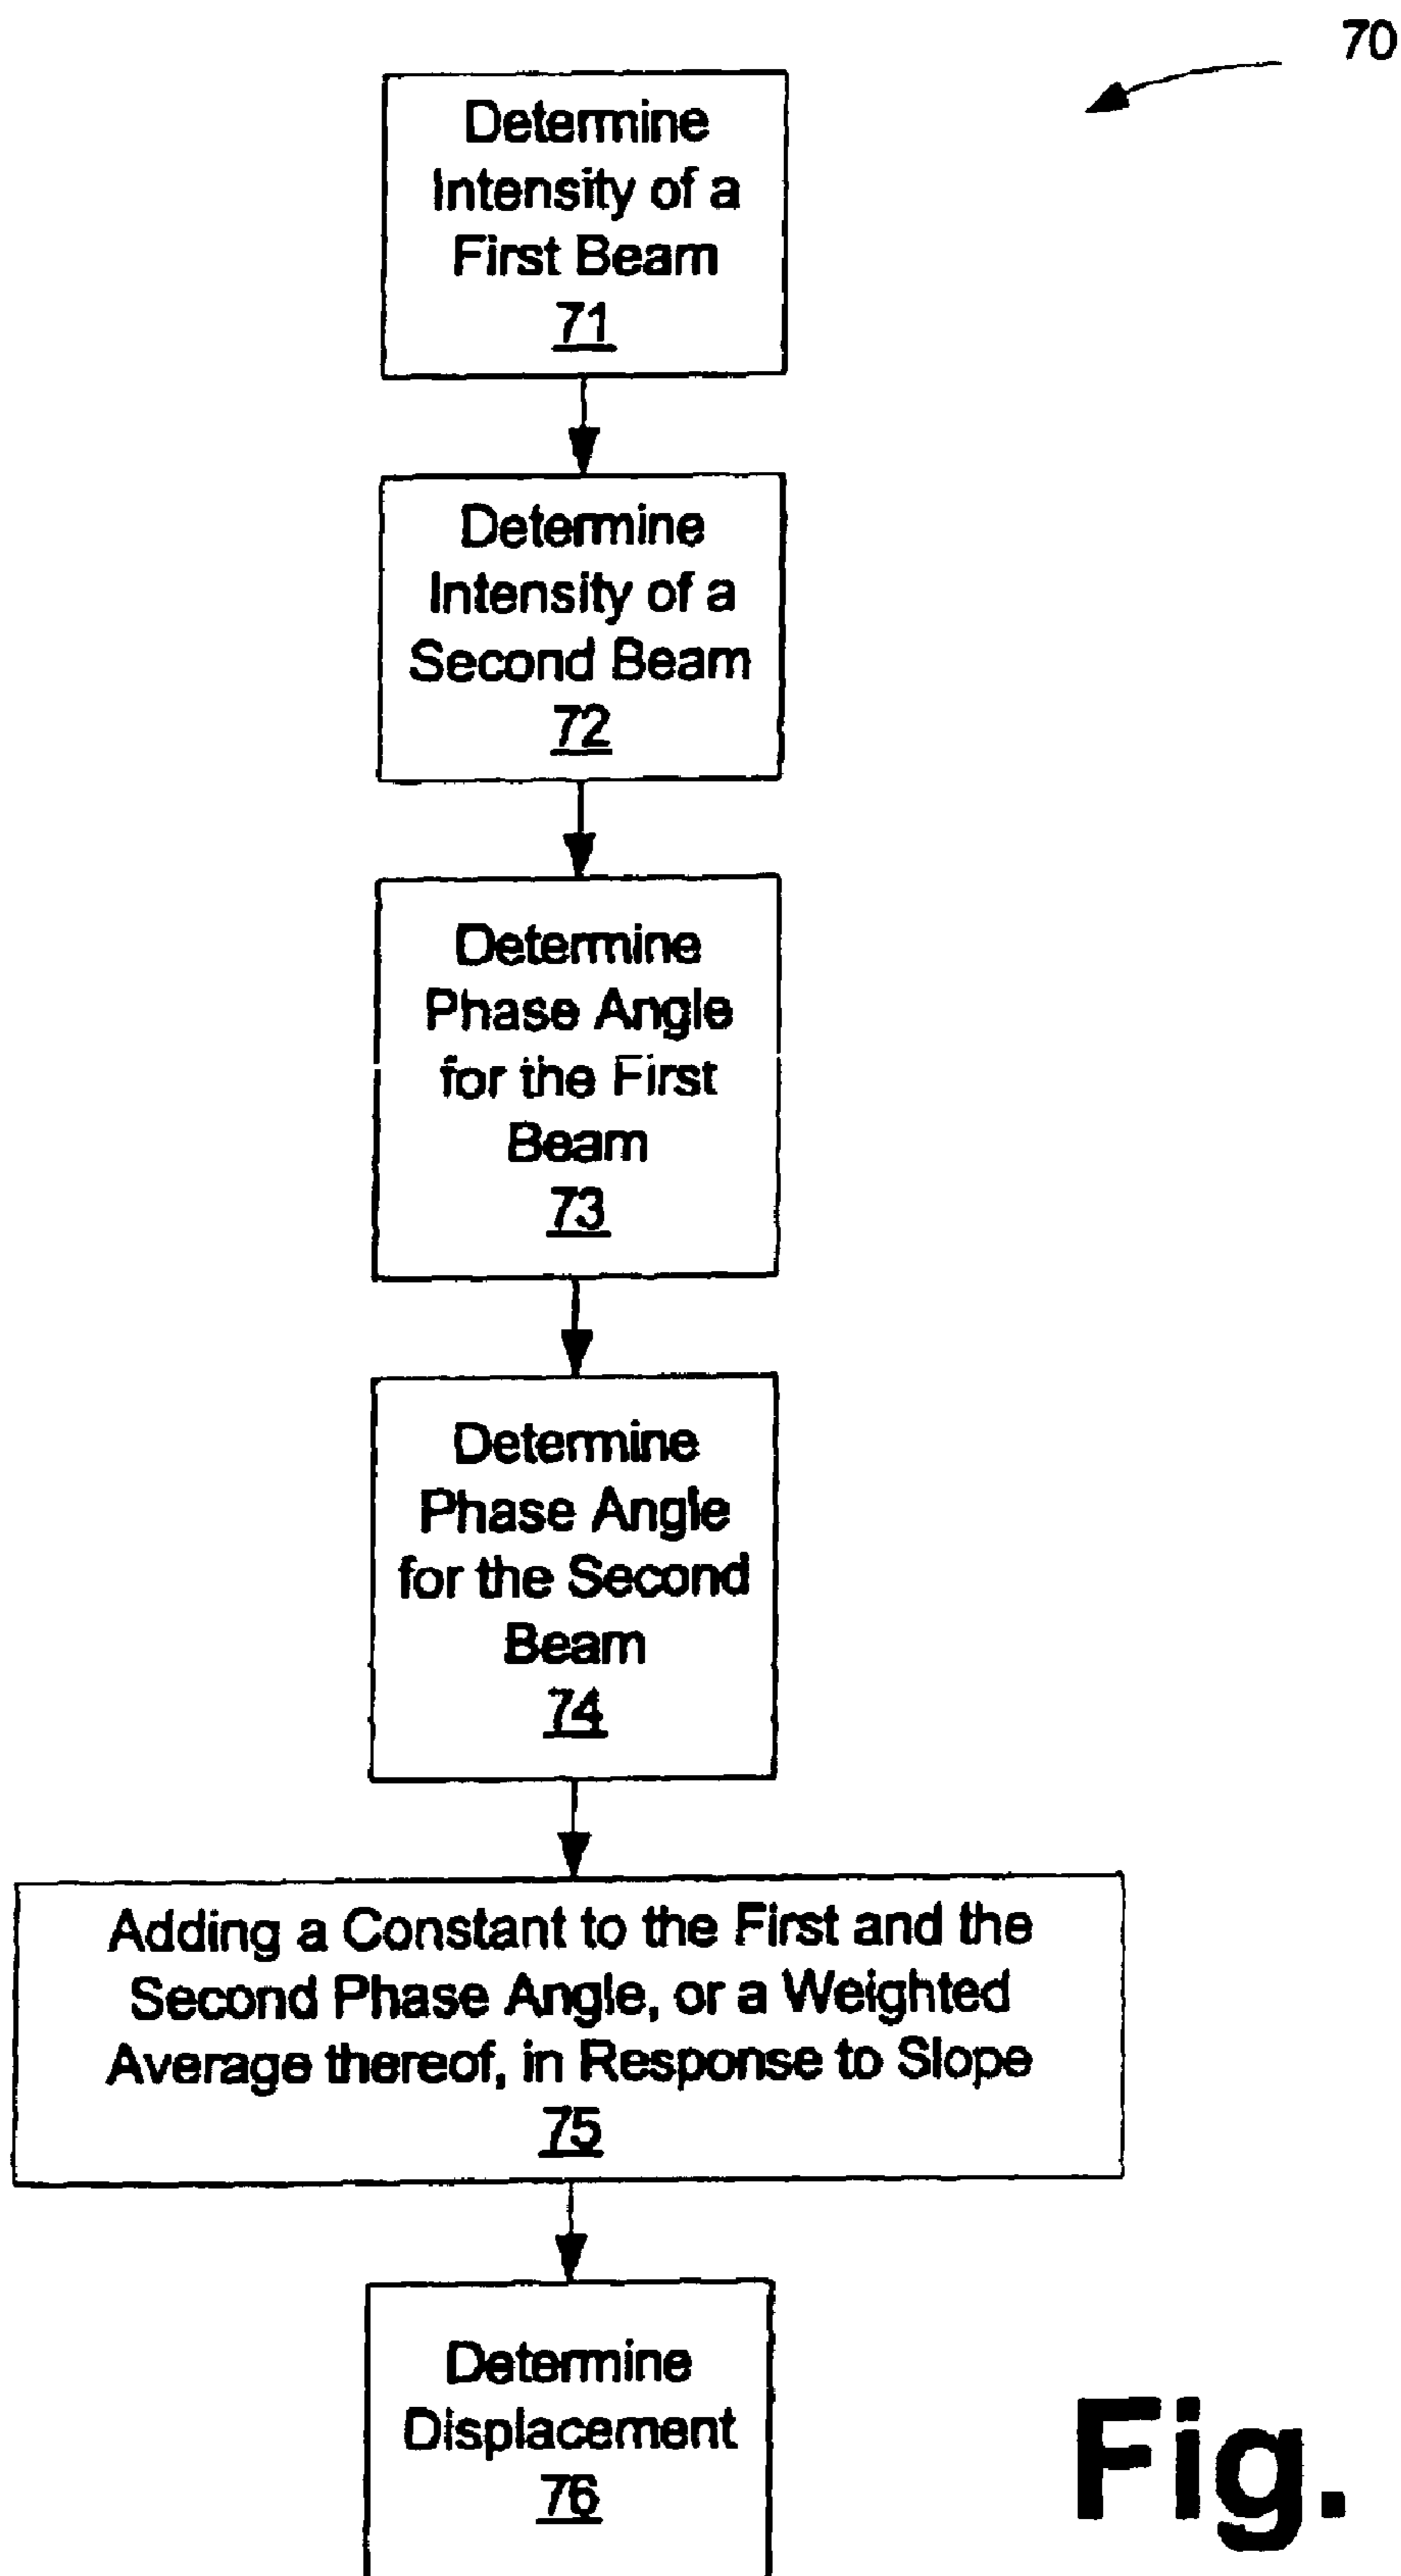 70
Determine
Intensity of a
First Beam
71
Determine
Intensity of a
Second Beam
72
Determine
Phase Angle
for the First
Beam
73
Determine
Phase Angle
for the Second
Beam
74
Adding a Constant to the First and the
Second Phase Angle, or a Weighted
Average thereof, in Response to Slope
75
Determine
Displacement
76
Fig.